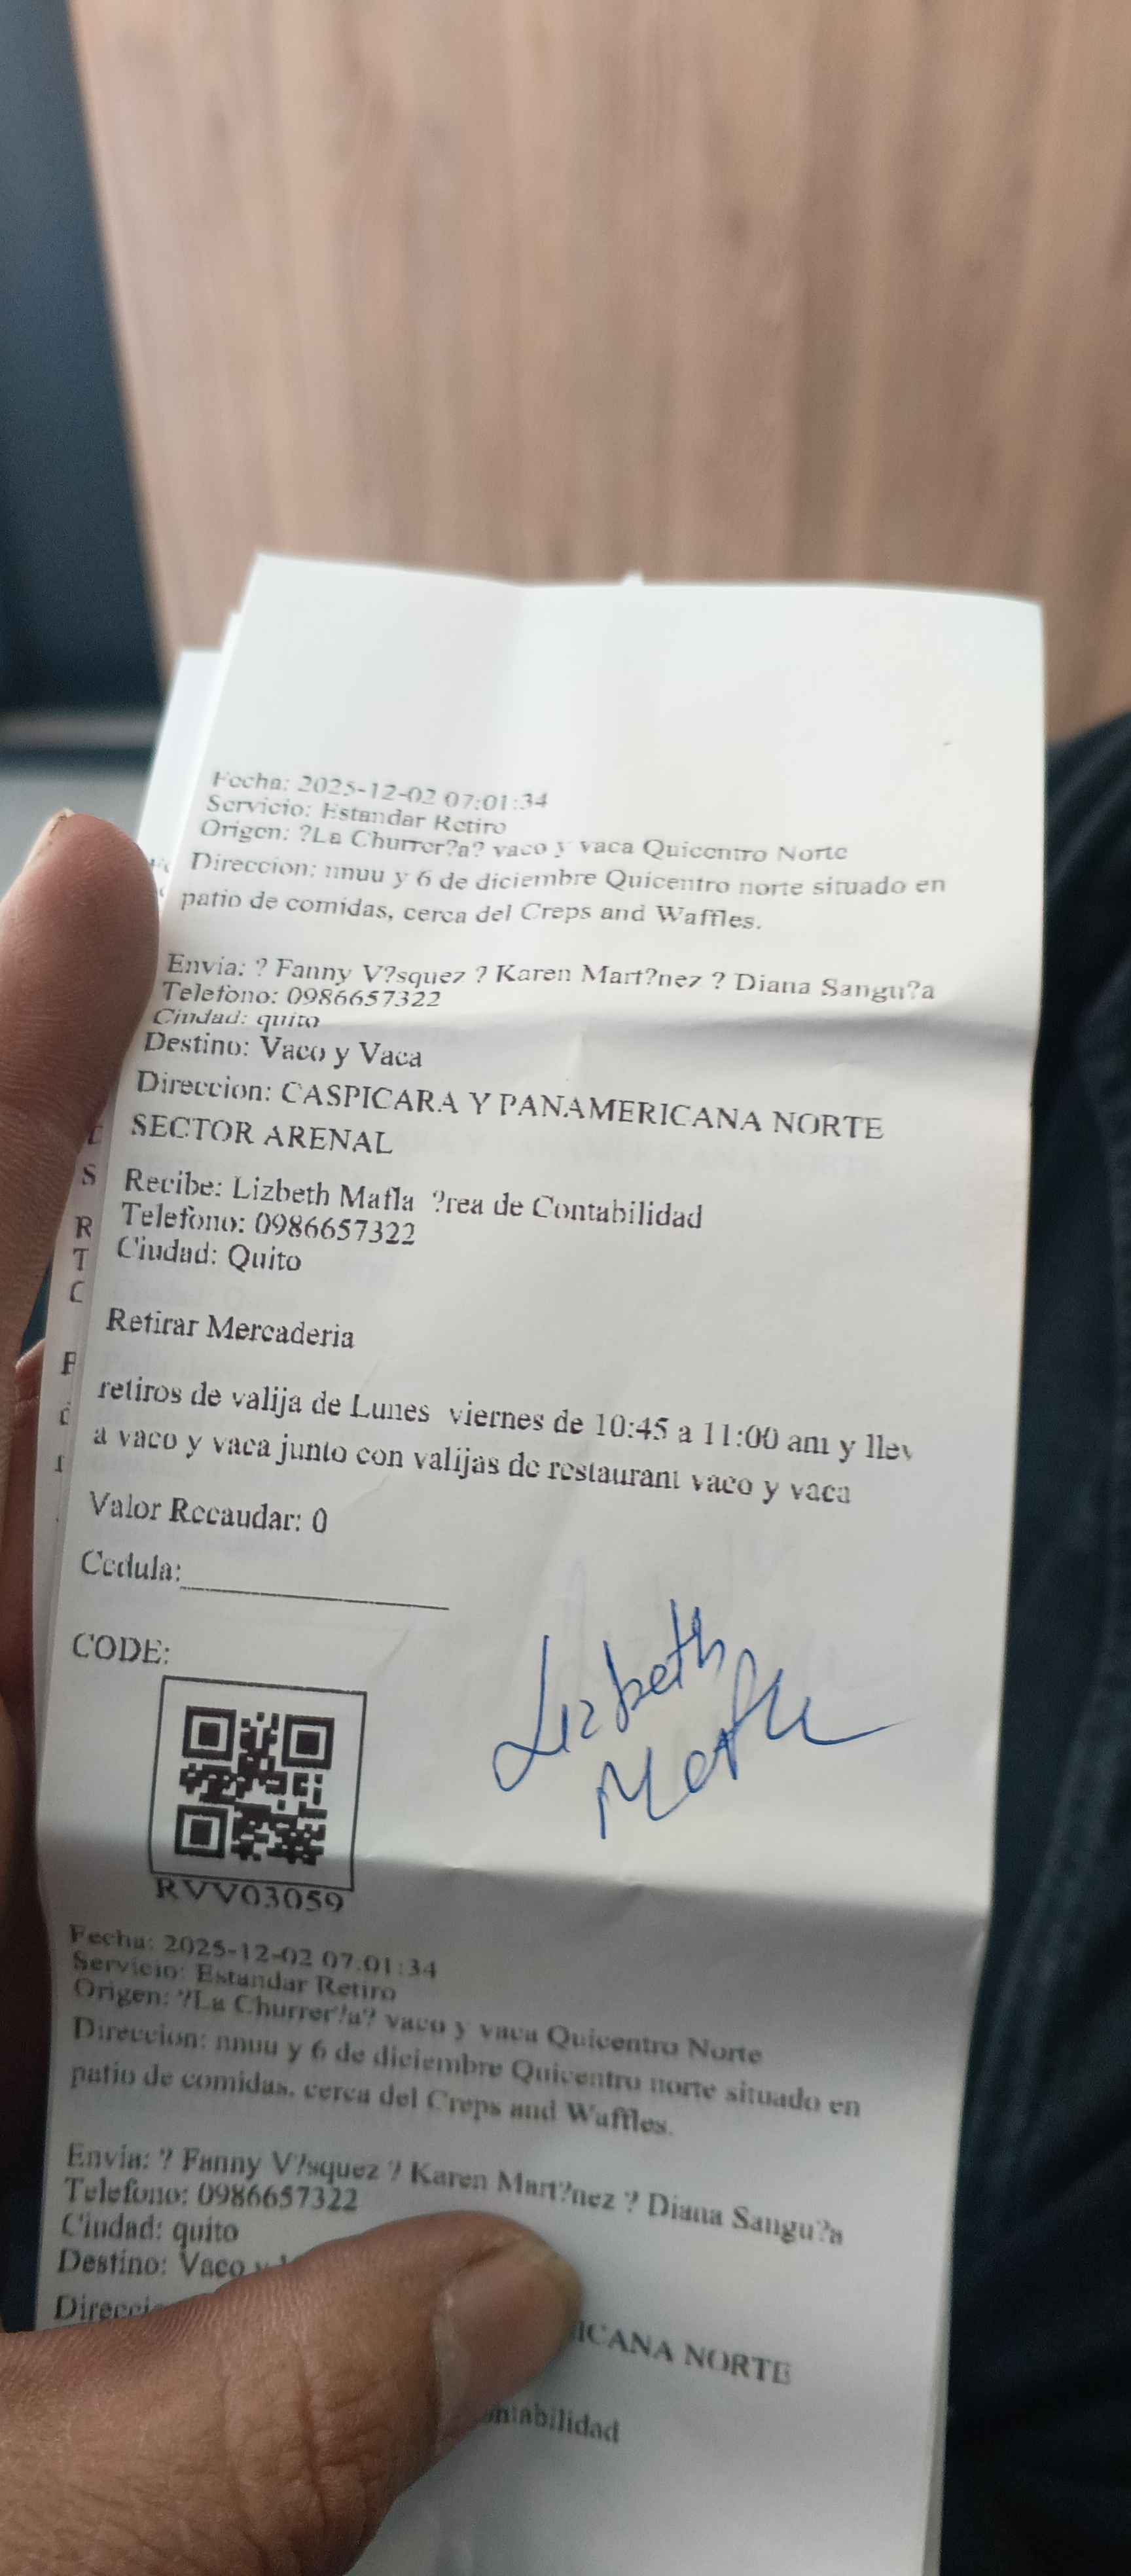 Fecha: 2025-12-02 07:01:34
Servicio: Estandar Retiro
Origen: ?La Churrer?a? vaco y vaca Quicentro Norte
Direccion: nnuu y 6 de diciembre Quicentro norte situado en
patio de comidas, cerca del Creps and Waffles.
Envia: ? Fanny V?squez ? Karen Mart?nez ? Diana Sangu?a
Telefono: 0986657322
Ciudad: quito
Destino: Vaco y Vaca
Direccion: CASPICARA Y PANAMERICANA NORTE
SECTOR ARENAL
Recibe: Lizbeth Mafla ?rea de Contabilidad
Telefono: 0986657322
Ciudad: Quito
Retirar Mercaderia
retiros de valija de Lunes viernes de 10:45 a 11:00 am y llev
a vaco y vaca junto con valijas de restaurant vaco y vaca
Valor Recaudar: 0
Cedula:
CODE:
Lizbeth
Mafla
RVV03059
Fecha: 2025-12-02 07:01:34
Servicio: Estandar Retiro
Origen: ?La Churrer?a? vaco y vaca Quicentro Norte
Direccion: nnuu y 6 de diciembre Quicentro norte situado en
patio de comidas, cerca del Creps and Waffles.
Envia: ? Fanny V?squez ? Karen Mart?nez ? Diana Sangu?a
Telefono: 0986657322
Ciudad: quito
Destino: Vaco y
Direcci ICANA NORTE
ntabilidad